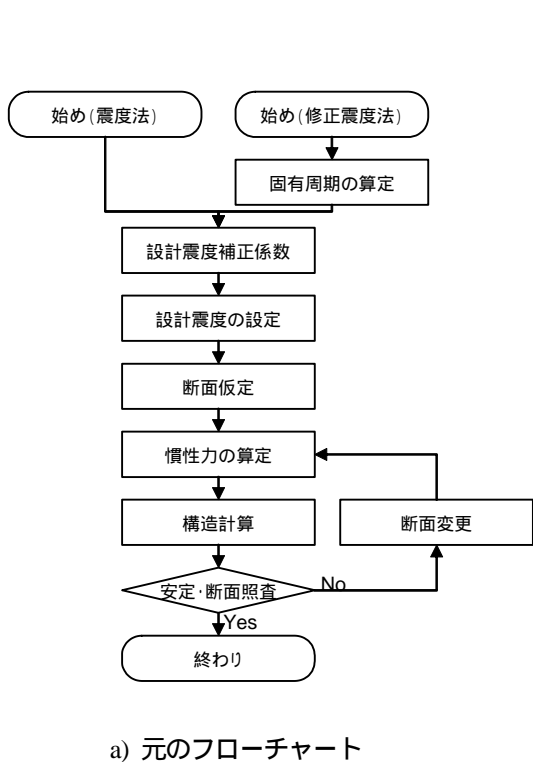 始め(震度法)
始め(修正震度法)
固有周期の算定
設計震度補正係数
設計震度の設定
断面仮定
慣性力の算定
構造計算
断面変更
安定･断面照査
No
Yes
終わり
a) 元のフローチャート